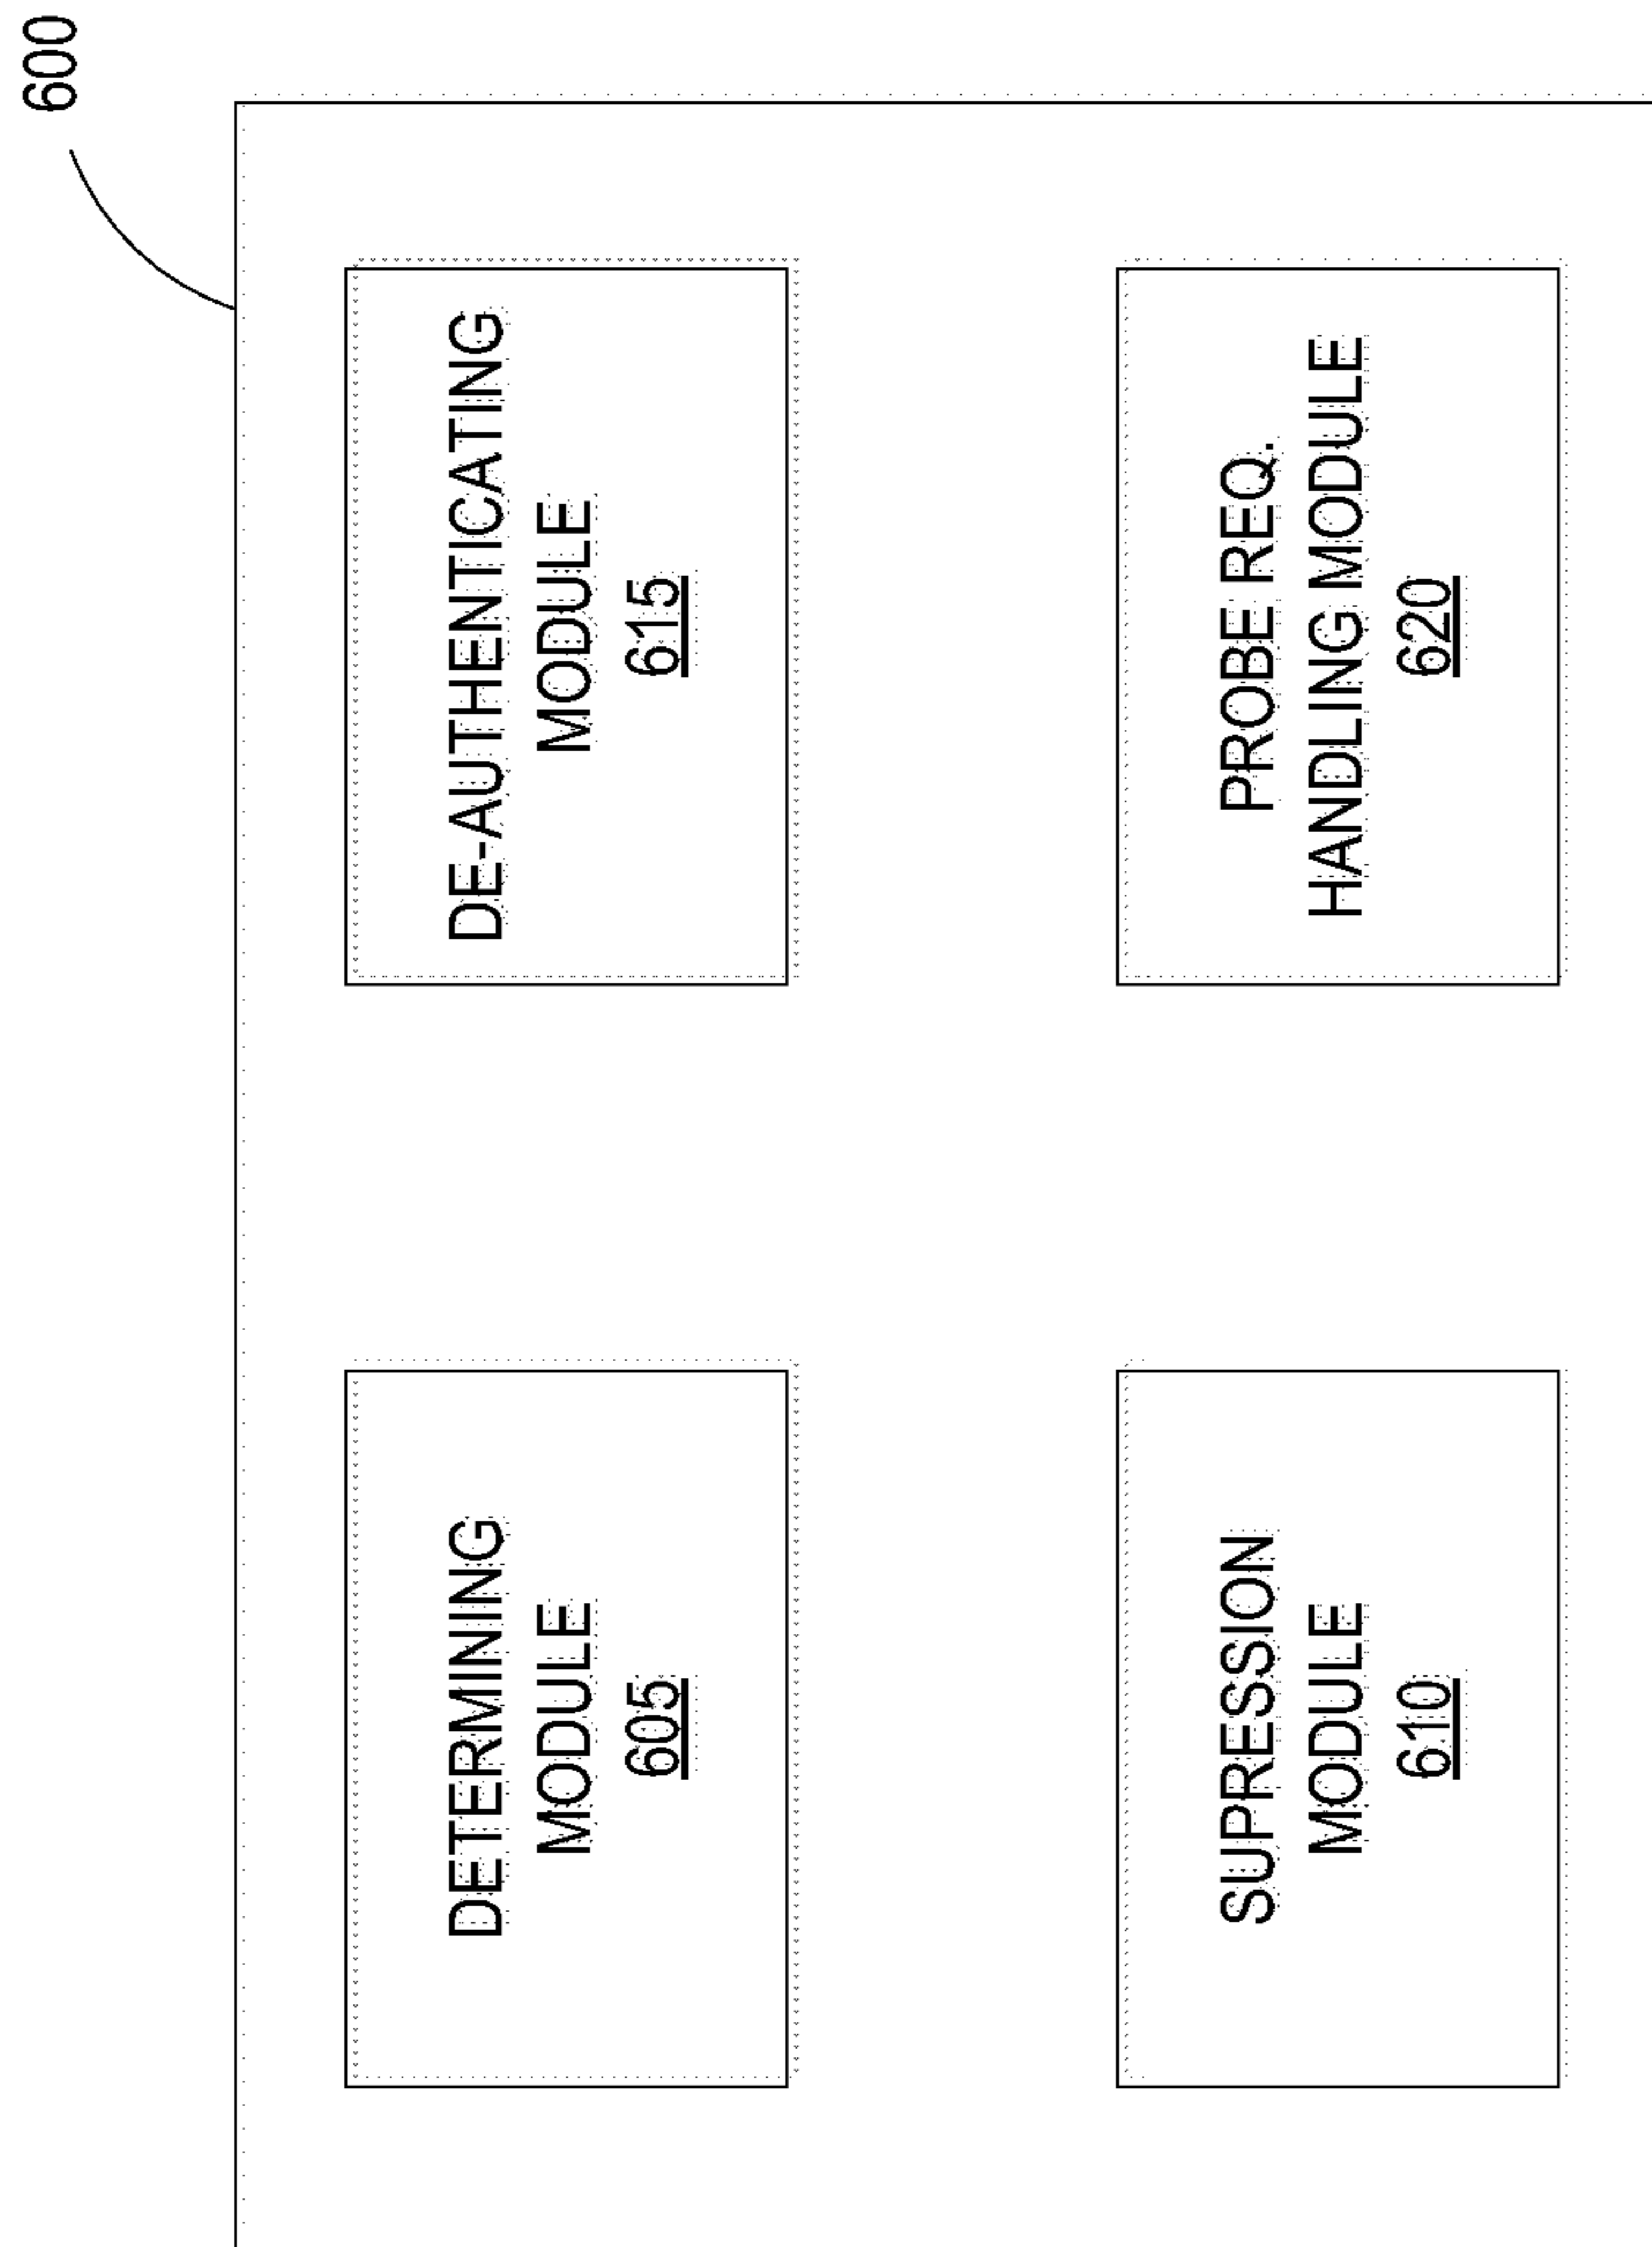 600
DETERMINING
MODULE
605
DE-AUTHENTICATING
MODULE
615
SUPRESSION
MODULE
610
PROBE REQ.
HANDLING MODULE
620